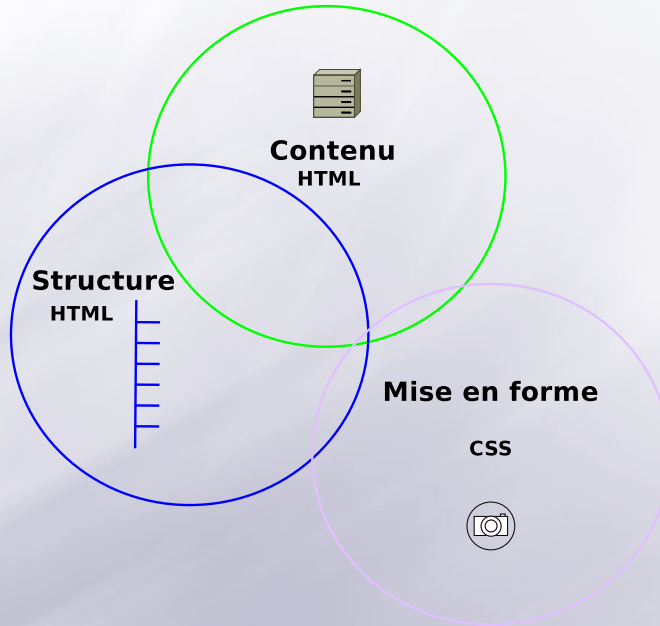 Contenu
HTML
Structure
HTML
Mise en forme
CSS